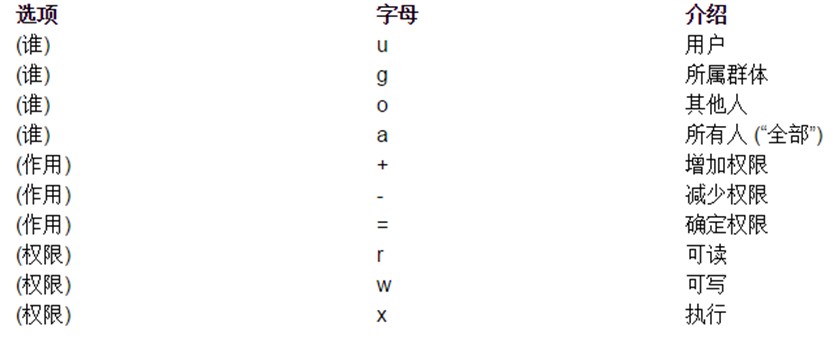 选项 字母 介绍
(谁) u 用户
(谁) g 所属群体
(谁) o 其他人
(谁) a 所有人 (“全部”)
(作用) + 增加权限
(作用) - 减少权限
(作用) = 确定权限
(权限) r 可读
(权限) w 可写
(权限) x 执行